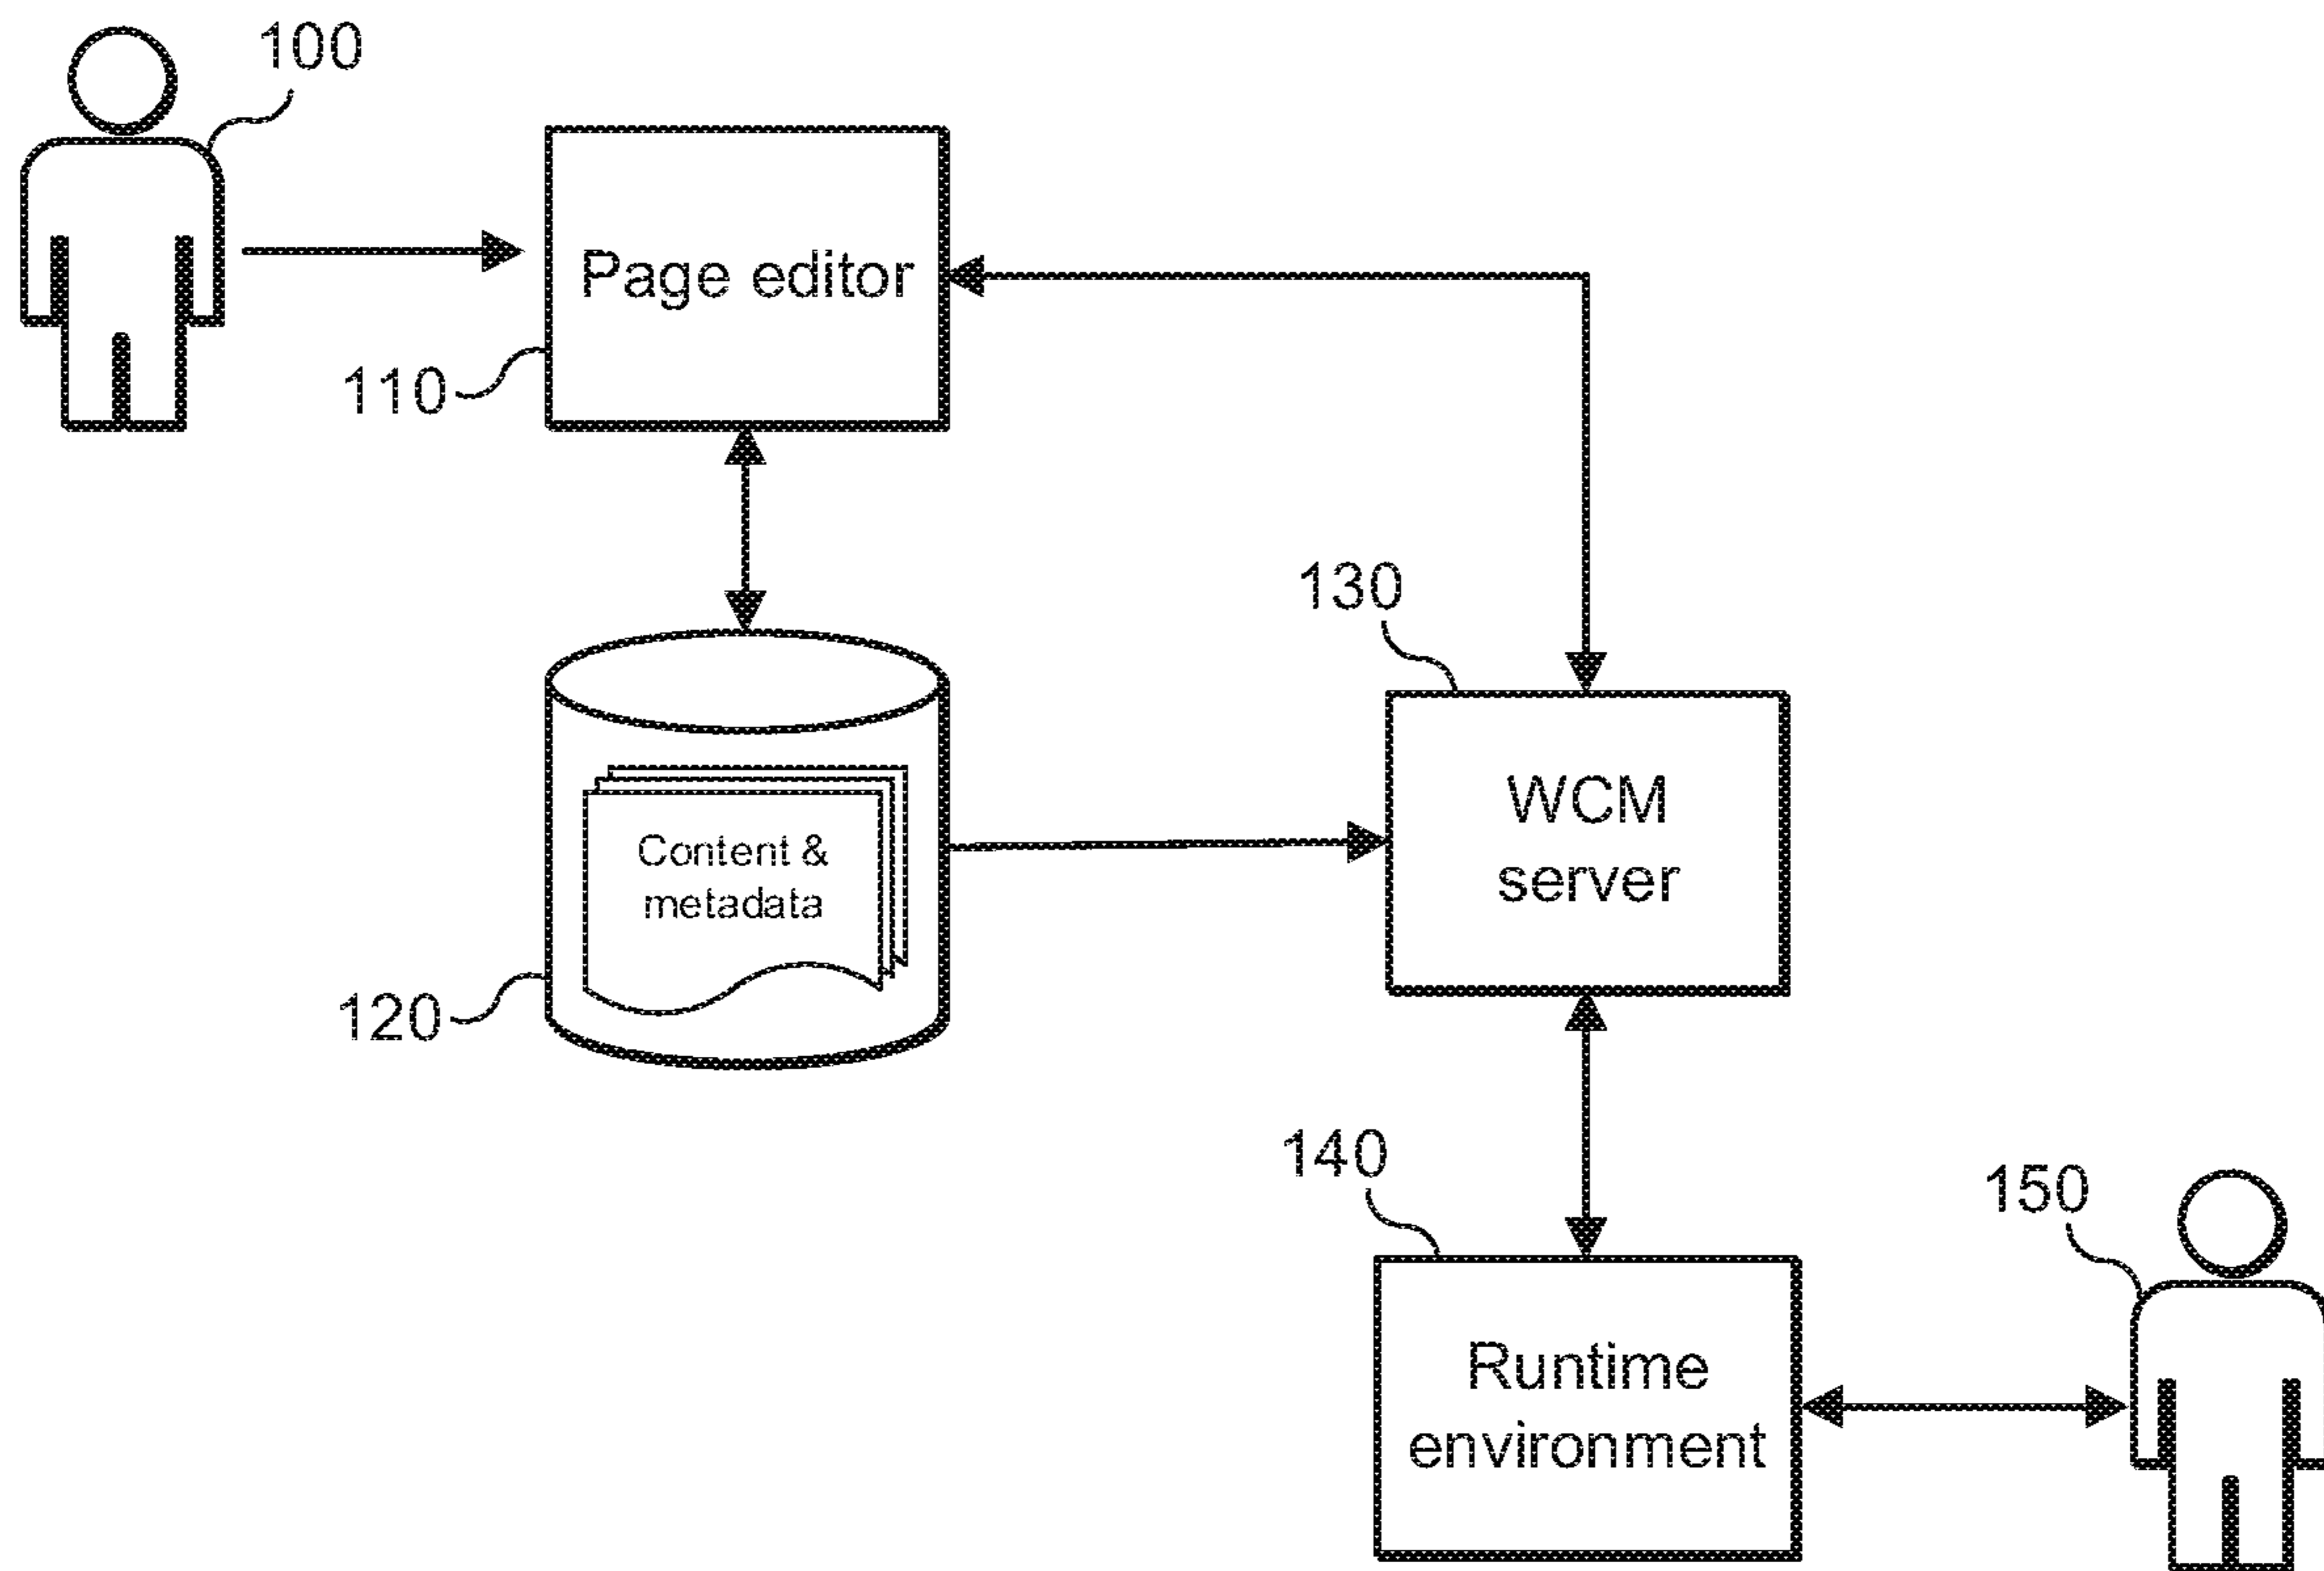 100
Page editor
110
130
WCM
server
Content &
metadata
120
140
150
Runtime
environment